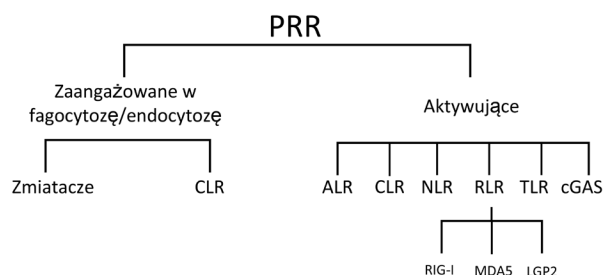 PRR
Zaangażowane w
fagocytozę/endocytozę
Aktywujące
Zmiatacze
CLR
ALR
CLR
NLR
RLR
TLR
cGAS
RIG-I
MDA5
LGP2